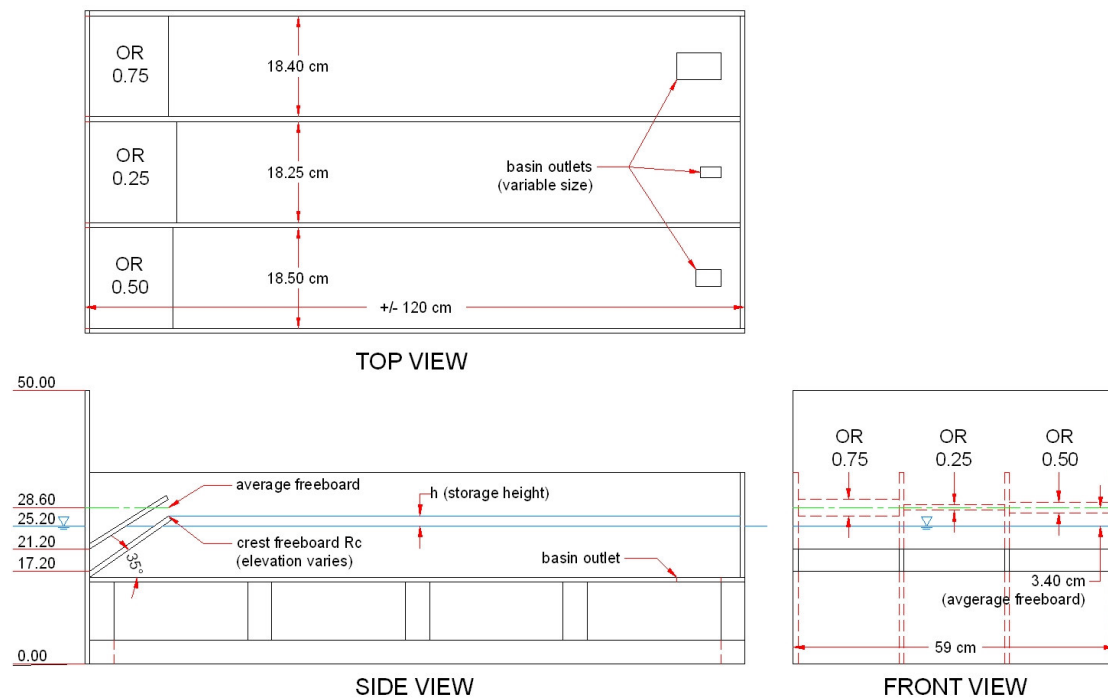 OR
0.75
18.40 cm
OR
0.25
18.25 cm
basin outlets
(variable size)
OR
0.50
18.50 cm
+/- 120 cm
TOP VIEW
50.00
28.60
25.20
21.20
17.20
0.00
average freeboard
h (storage height)
crest freeboard Rc
(elevation varies)
35°
basin outlet
SIDE VIEW
OR
0.75
OR
0.25
OR
0.50
3.40 cm
(avgerage freeboard)
59 cm
FRONT VIEW